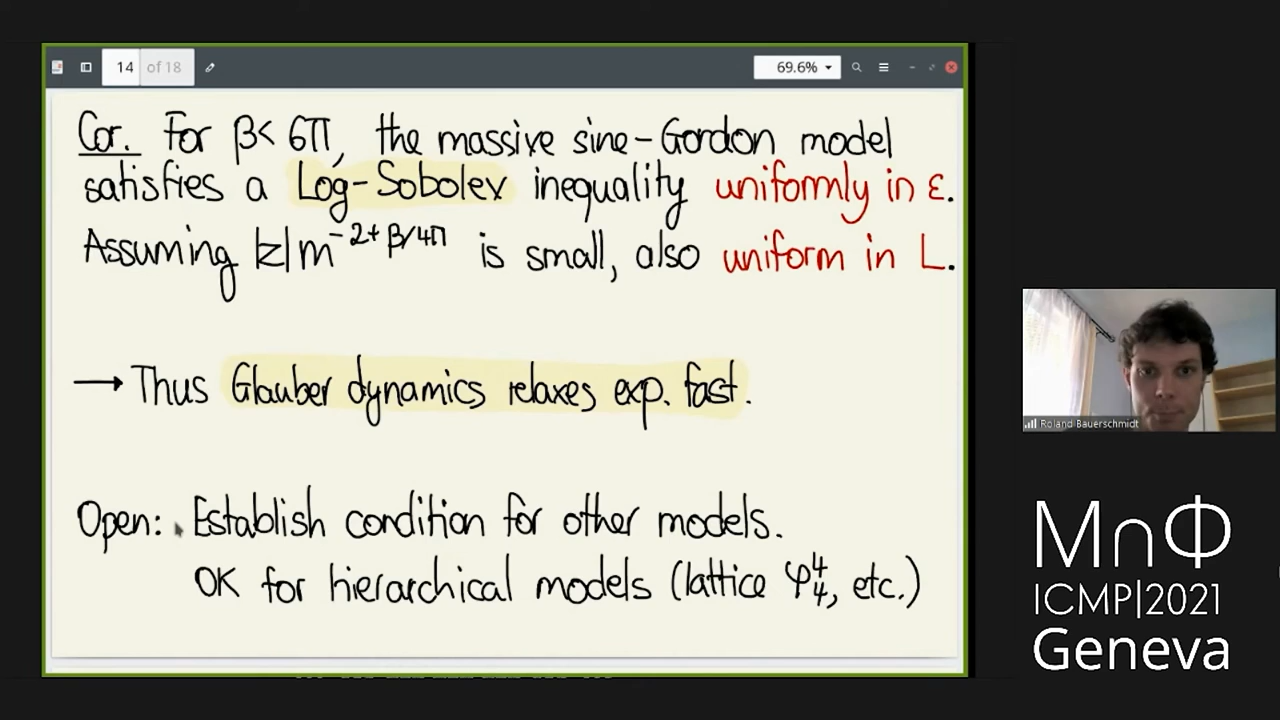 14 of 18
69.6%
Cor. For β < 6π, the massive sine-Gordon model
satisfies a Log-Sobolev inequality uniformly in ε.
Assuming |z|m^{-2+β/4π} is small, also uniform in L.
→ Thus Glauber dynamics relaxes exp. fast.
Open: Establish condition for other models.
OK for hierarchical models (lattice φ⁴₄, etc.)
Roland Bauerschmidt
M∩Φ
ICMP|2021
Geneva